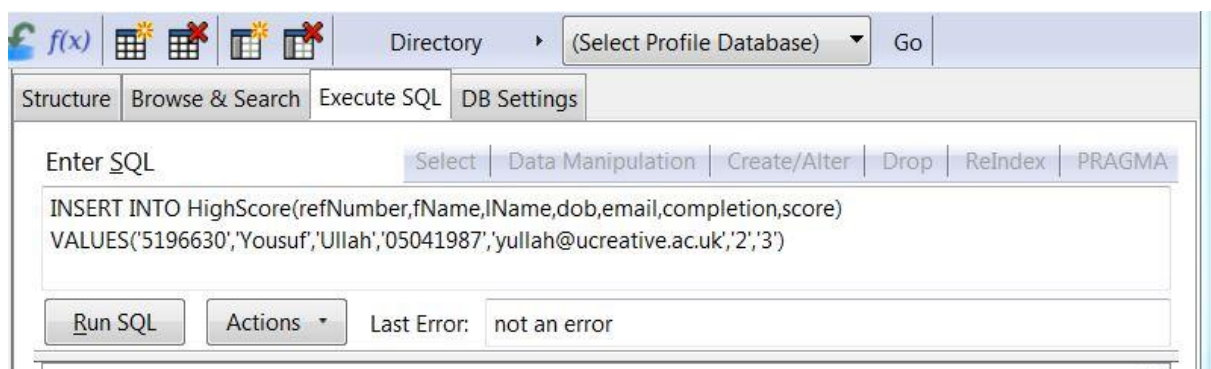 f(x) Directory (Select Profile Database) Go
Structure Browse & Search Execute SQL DB Settings
Enter SQL Select Data Manipulation Create/Alter Drop ReIndex PRAGMA
INSERT INTO HighScore(refNumber,fName,lName,dob,email,completion,score)
VALUES('5196630','Yousuf','Ullah','05041987','yullah@ucreative.ac.uk','2','3')
Run SQL Actions Last Error: not an error